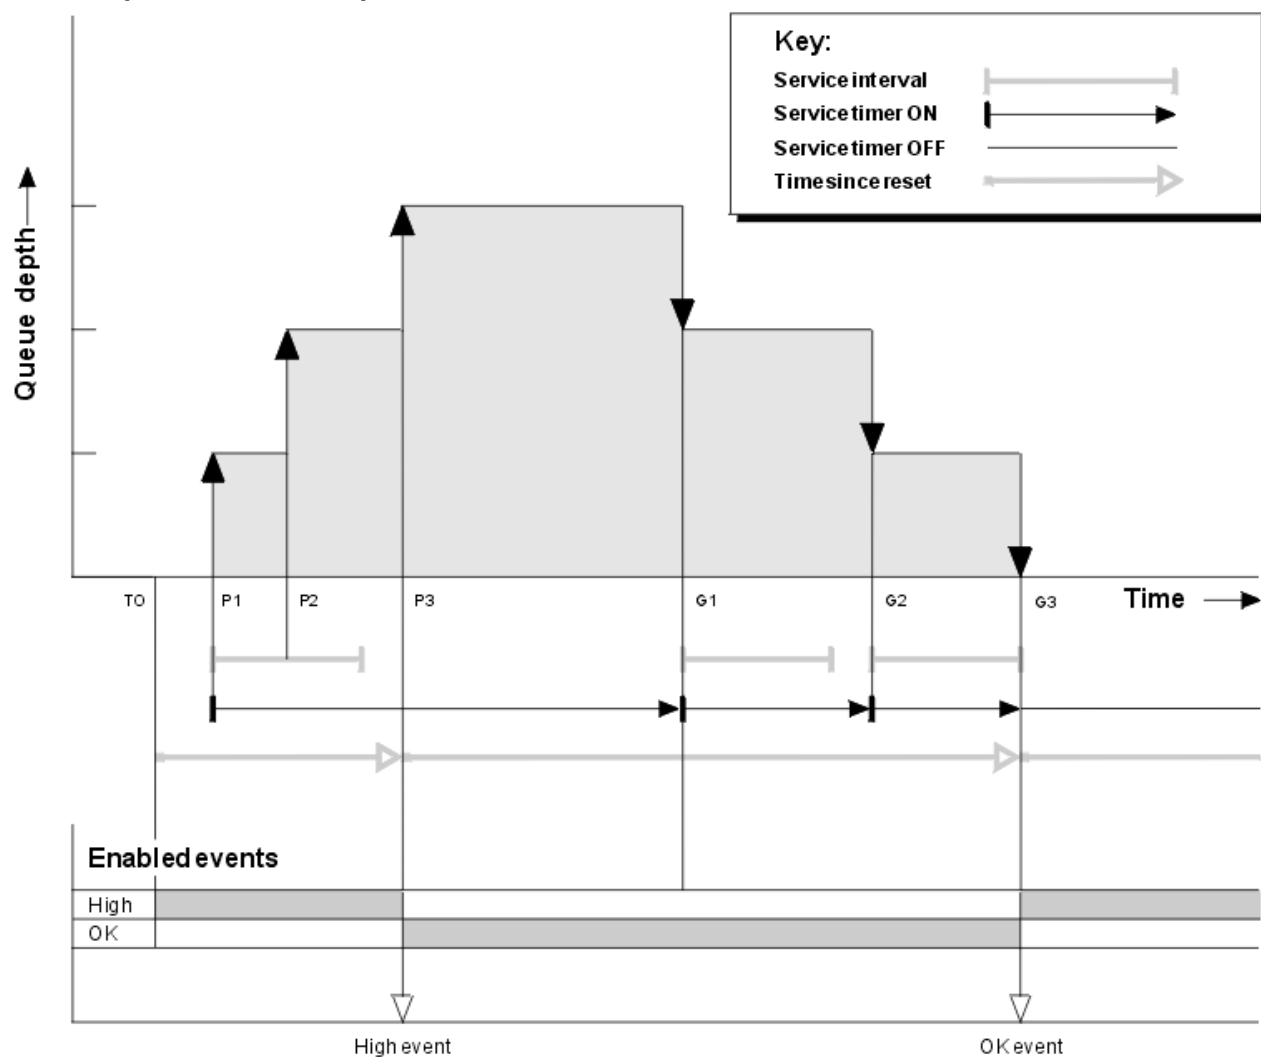 Key:
Service interval
Service timer ON
Service timer OFF
Time since reset
Queue depth
T0 P1 P2 P3 G1 G2 G3 Time
Enabled events
High
OK
High event OK event